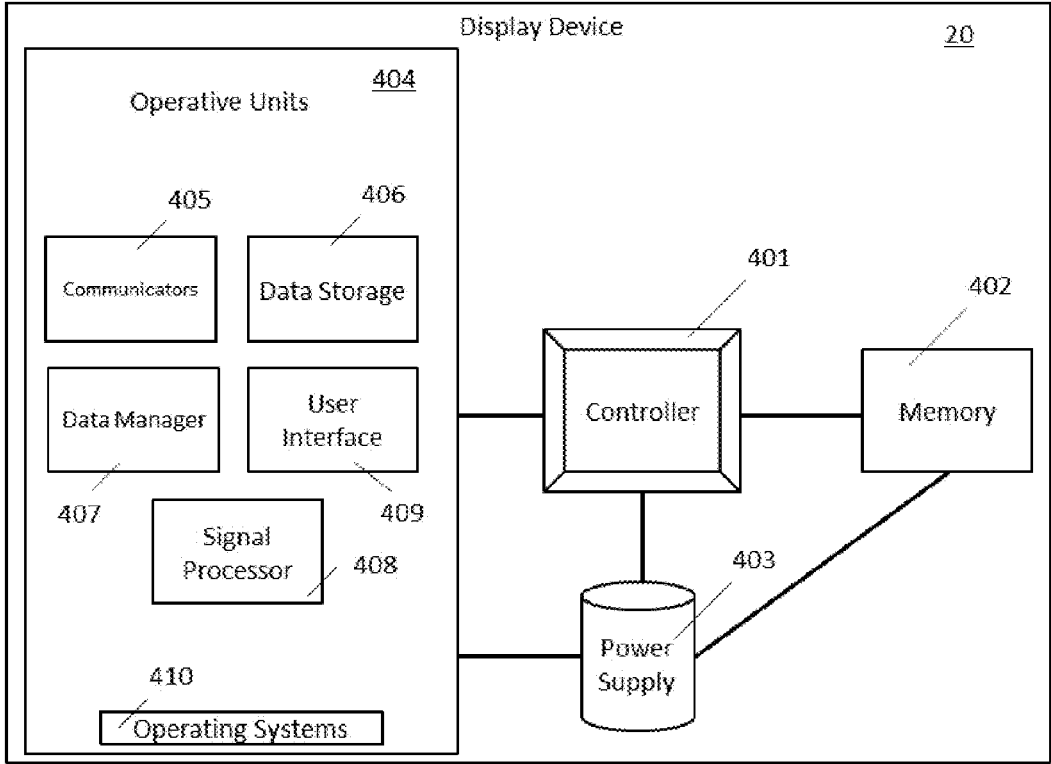 Display Device
20
404
Operative Units
405
406
Communicators
Data Storage
401
402
Data Manager
User
Interface
Controller
Memory
407
409
Signal
Processor
408
403
Power
Supply
410
Operating Systems